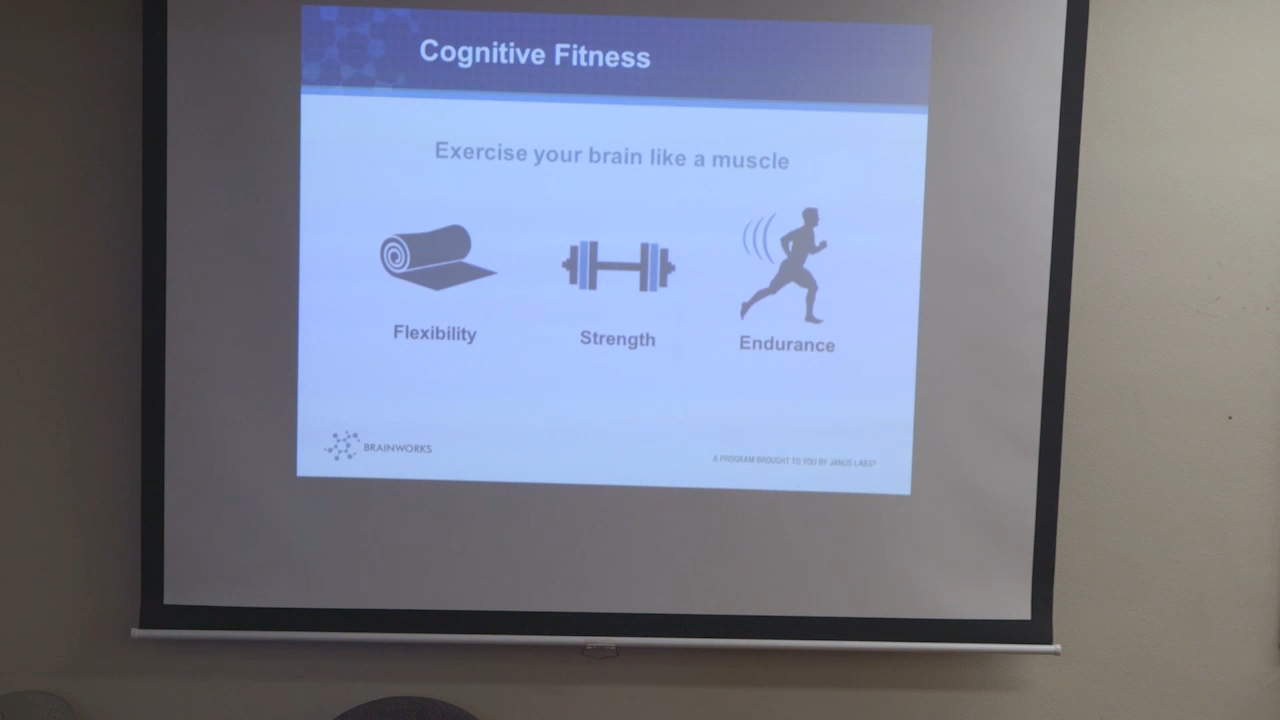 Cognitive Fitness
Exercise your brain like a muscle
Flexibility
Strength
Endurance
BRAINWORKS
A PROGRAM BROUGHT TO YOU BY JANUS LABS®